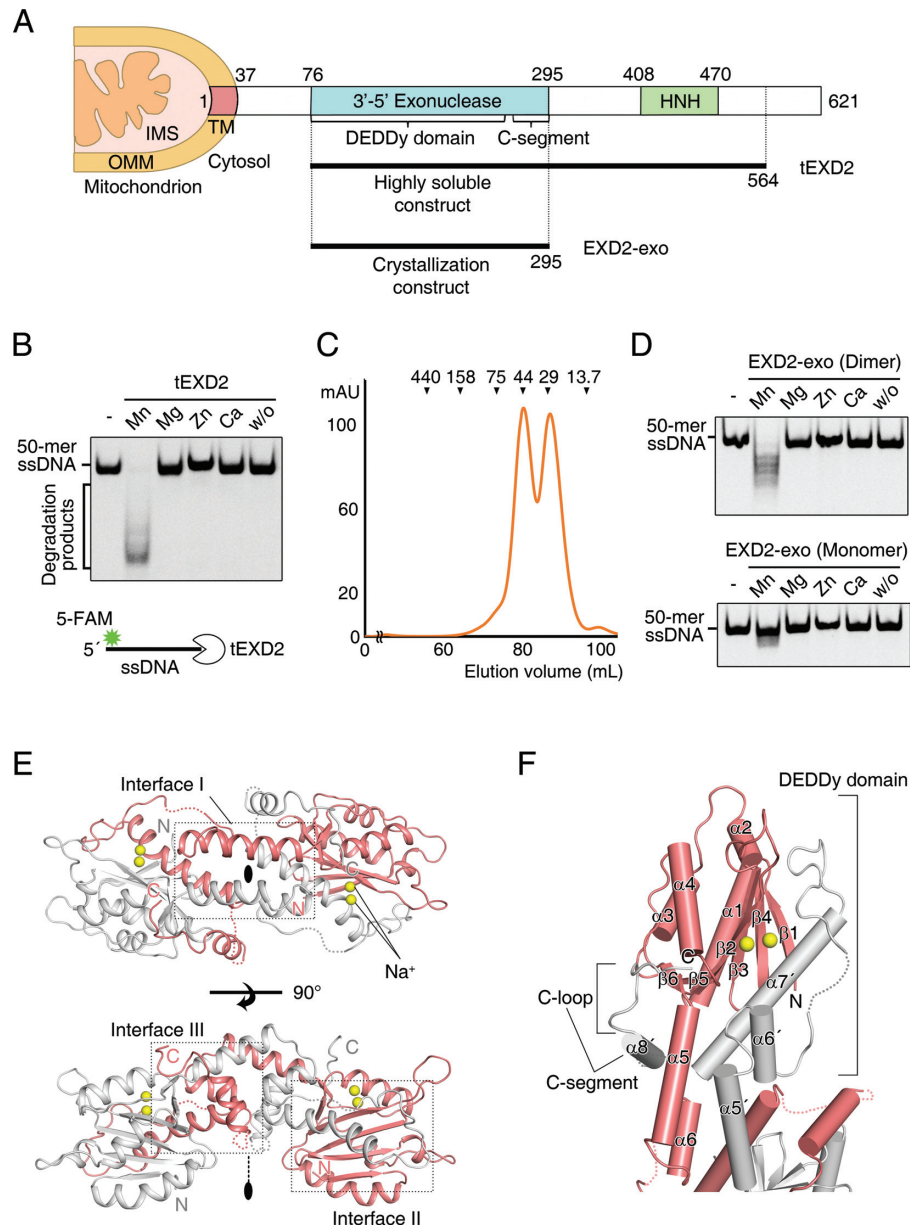 A
37 76 295 408 470
1 3'-5' Exonuclease HNH 621
TM
IMS
DEDDy domain C-segment
OMM Cytosol
Mitochondrion
tEXD2
Highly soluble
construct
564
EXD2-exo
295
Crystallization
construct
B
tEXD2
- Mn Mg Zn Ca w/o
50-mer
ssDNA
Degradation
products
5-FAM
5´
tEXD2
ssDNA
C
440 158 75 44 29 13.7
mAU
100
60
20
0
0 60 80 100
Elution volume (mL)
D
EXD2-exo (Dimer)
- Mn Mg Zn Ca w/o
50-mer
ssDNA
EXD2-exo (Monomer)
- Mn Mg Zn Ca w/o
50-mer
ssDNA
E
Interface I
N
C
C
N
Na⁺
90°
Interface III
C
C
N
N
Interface II
F
DEDDy domain
α2
α4
α1
α3
β4
β1
β2
C
β3
β6 β5
α7´
N
C-loop
α6´
α8´
α5
C-segment
α5´
α6